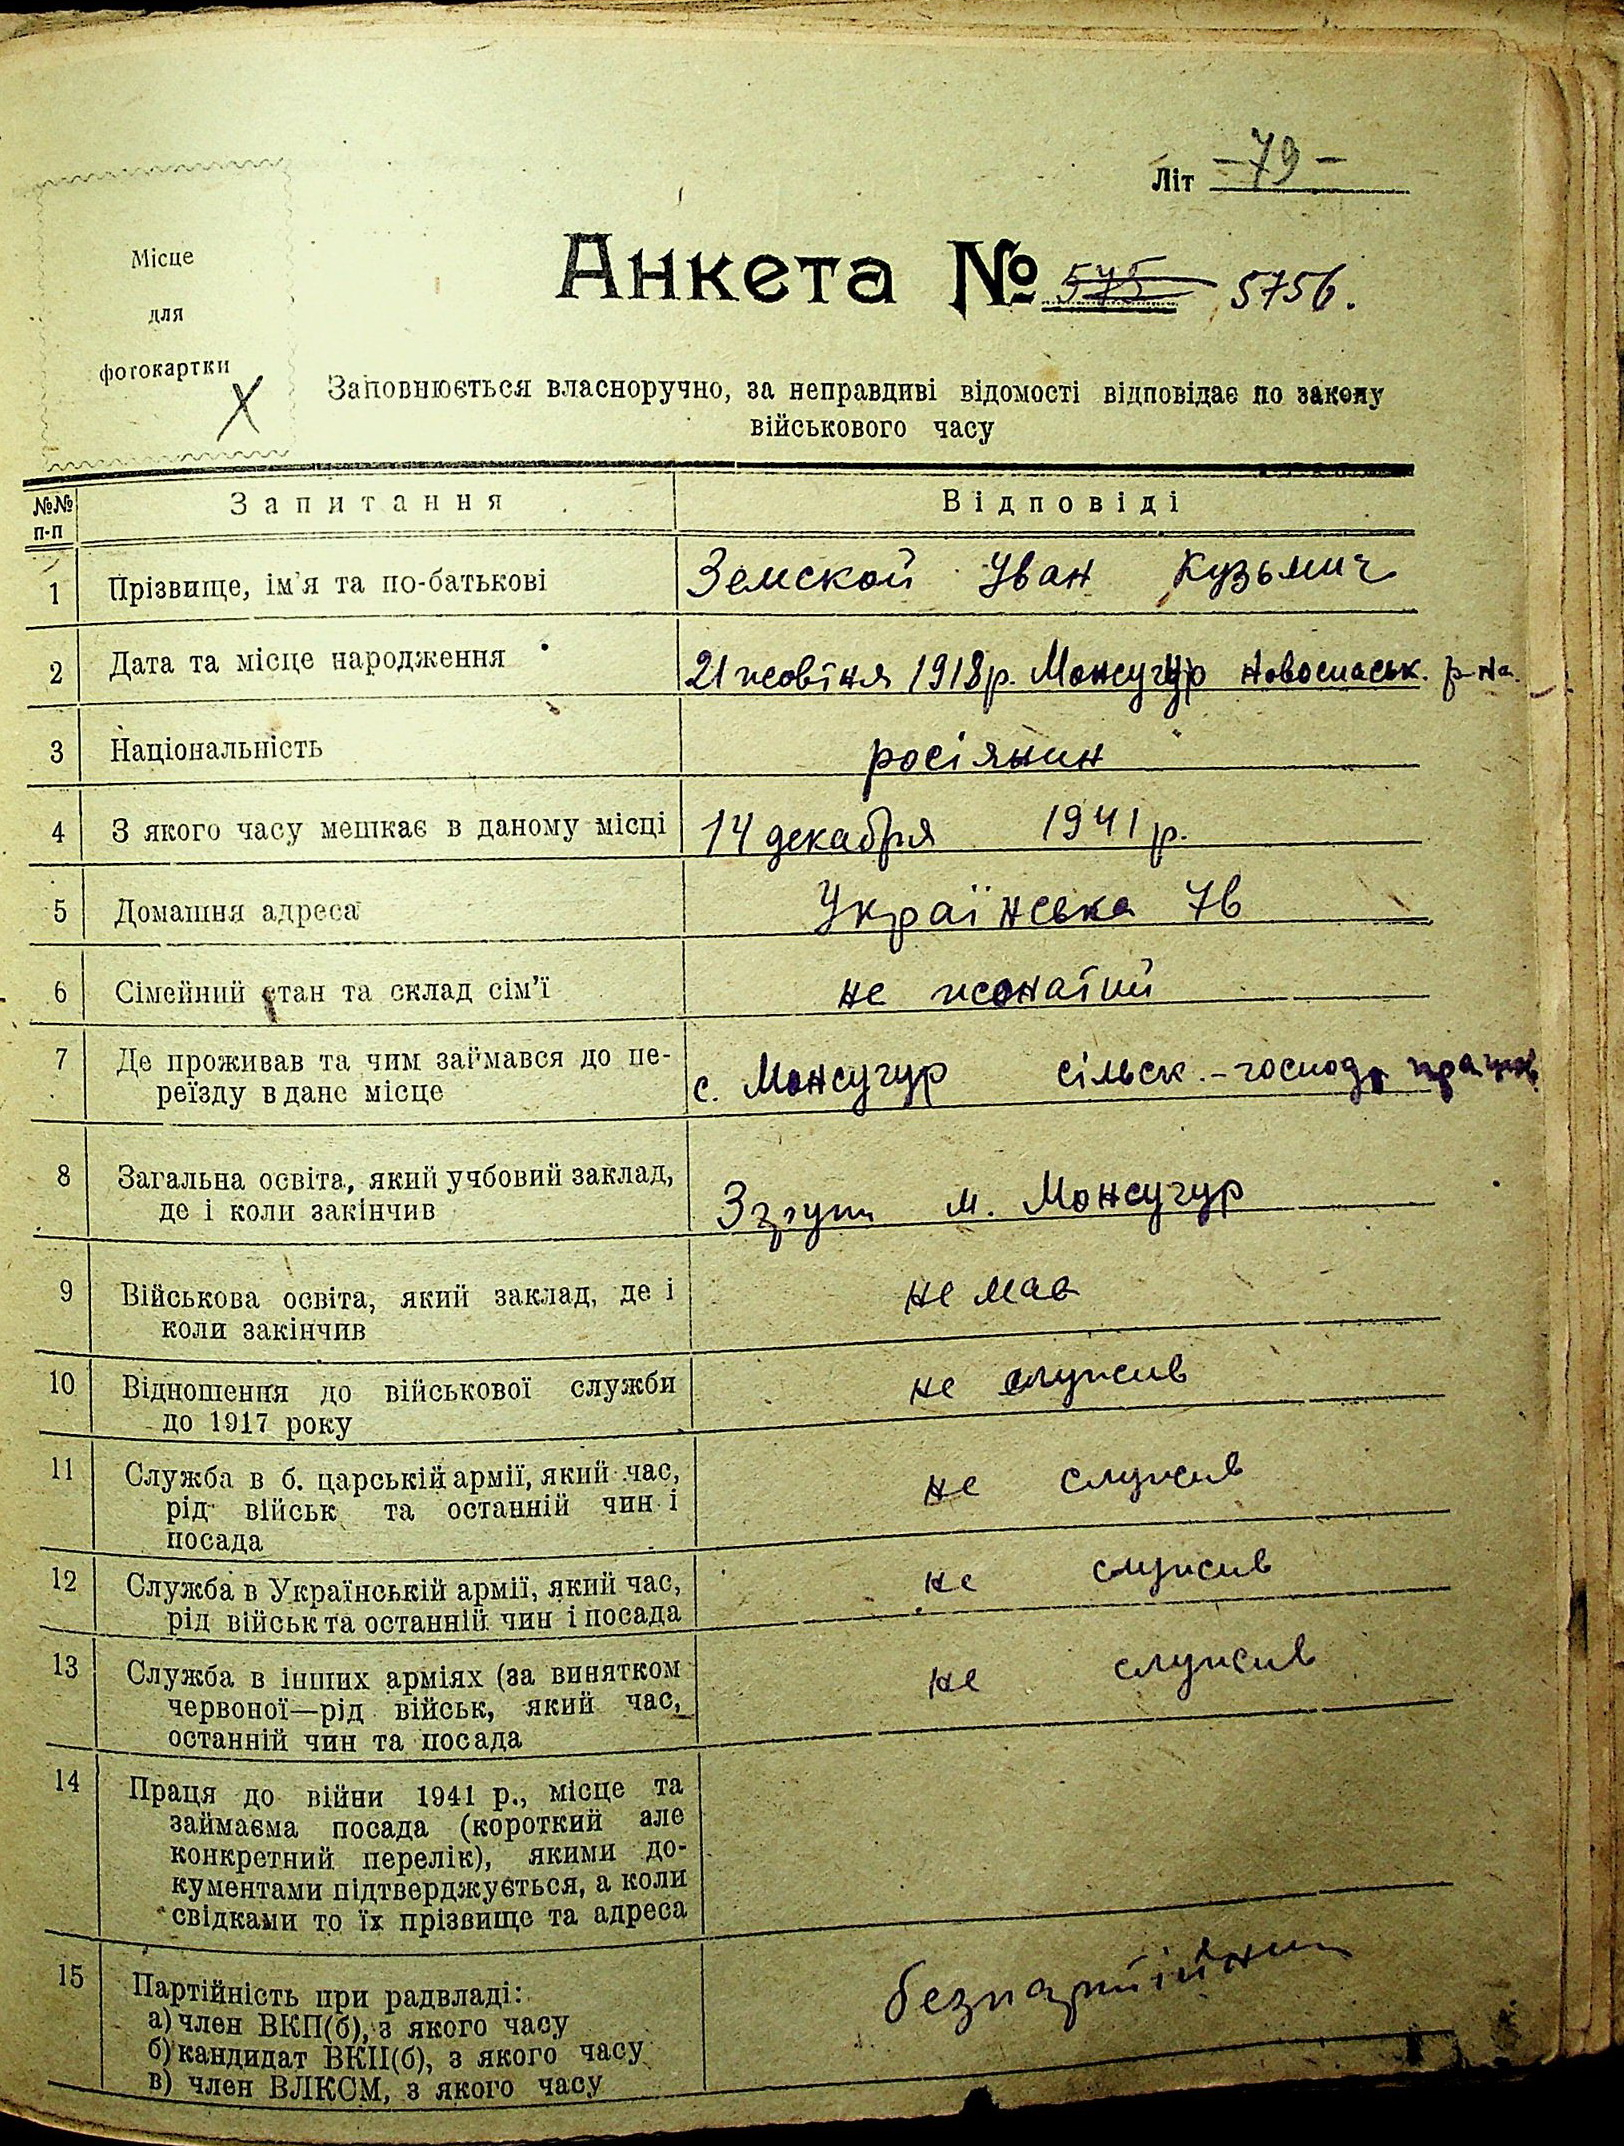 Літ -79-
Місце
для
фотокартки
X
Анкета № 575 5756.
Заповнюється власноручно, за неправдиві відомості відповідає по закону
військового часу
№№
п-п
Запитання
Відповіді
1 Прізвище, ім'я та по-батькові
Земской Уван Кузьмич
2 Дата та місце народження
21 жовтня 1918 р. Монсугур Новоспаськ. р-на.
3 Національність
росіянин
4 З якого часу мешкає в даному місці
14 декабря 1941 р.
5 Домашня адреса
Українська 7в
6 Сімейний стан та склад сім'ї
не жонатий
7 Де проживав та чим займався до пе-
реїзду в дане місце
с. Монсугур сільск.-господ.
8 Загальна освіта, який учбовий заклад,
де і коли закінчив
м. Монсугур
9 Військова освіта, який заклад, де і
коли закінчив
не мав
10 Відношення до військової служби
до 1917 року
не служив
11 Служба в б. царській армії, який час,
рід військ та останній чин і
посада
не служив
12 Служба в Українській армії, який час,
рід військ та останній чин і посада
не служив
13 Служба в інших арміях (за винятком
червоної—рід військ, який час,
останній чин та посада
не служив
14 Праця до війни 1941 р., місце та
займаєма посада (короткий але
конкретний перелік), якими до-
кументами підтверджується, а коли
свідками то їх прізвище та адреса
15 Партійність при радвладі:
а) член ВКП(б), з якого часу
б) кандидат ВКП(б), з якого часу
в) член ВЛКСМ, з якого часу
безпартійний